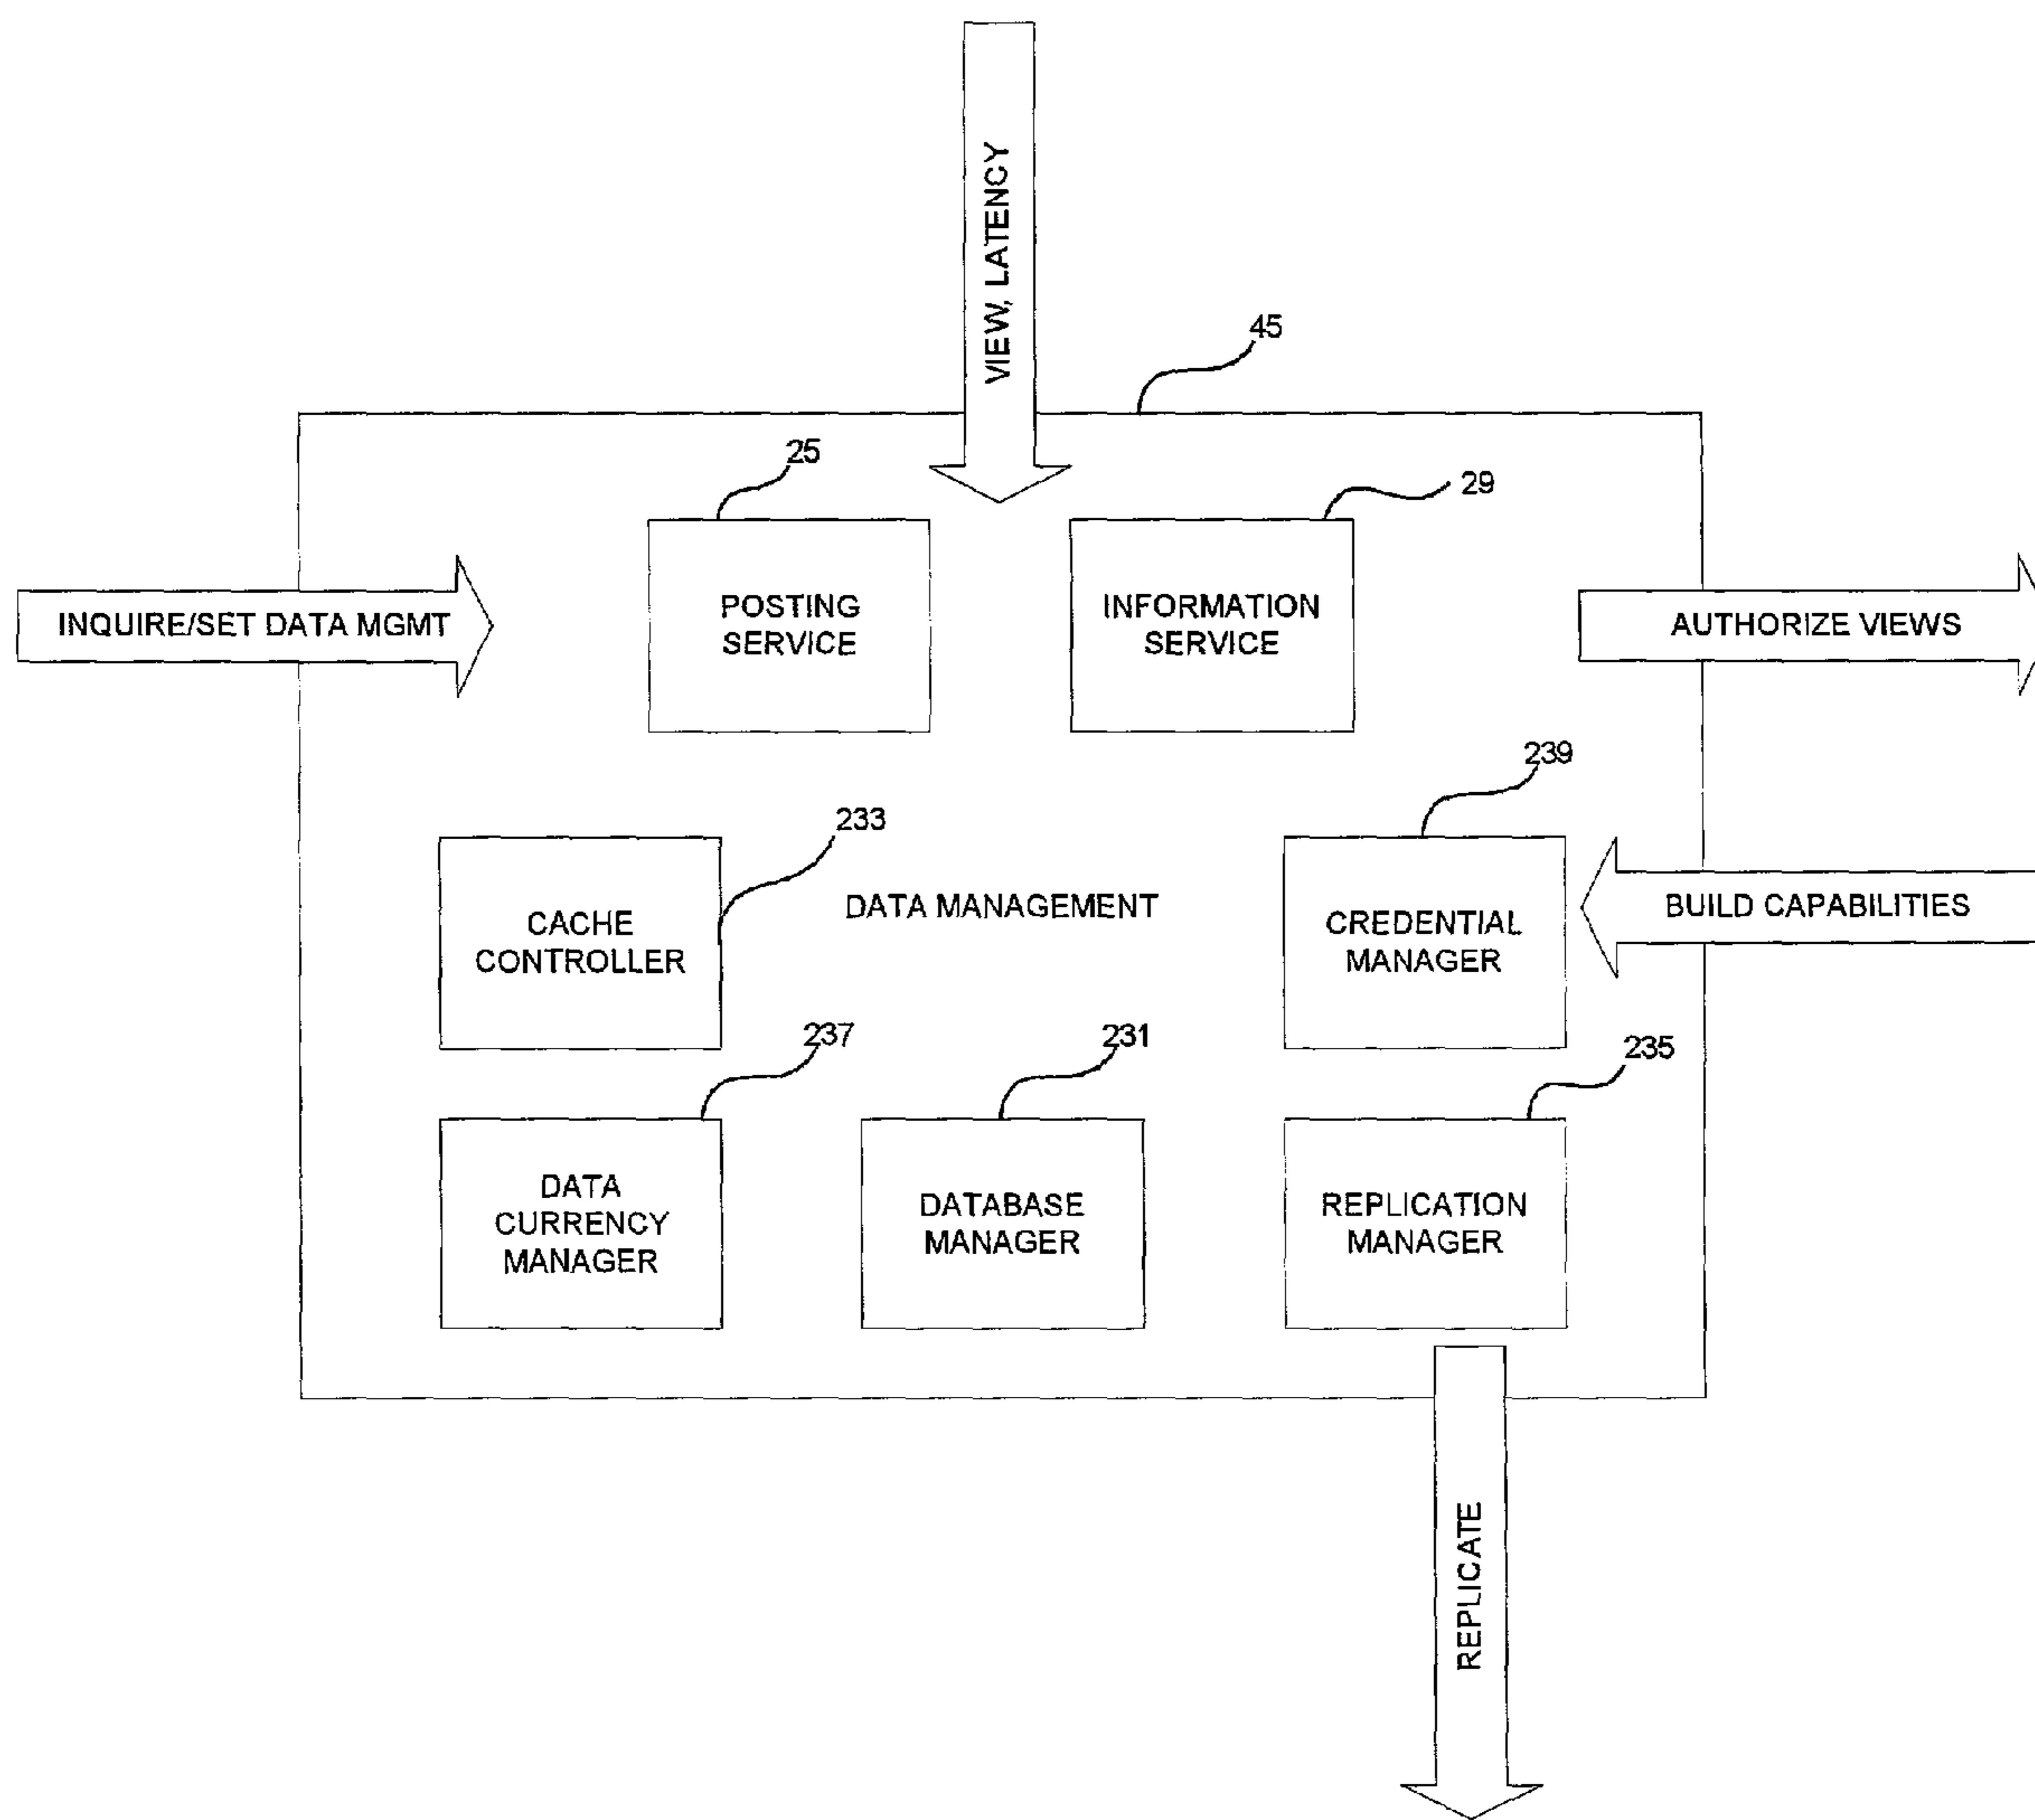 VIEW, LATENCY
45
25
29
INQUIRE/SET DATA MGMT
POSTING
SERVICE
INFORMATION
SERVICE
AUTHORIZE VIEWS
239
233
CACHE
CONTROLLER
DATA MANAGEMENT
CREDENTIAL
MANAGER
BUILD CAPABILITIES
237
231
235
DATA
CURRENCY
MANAGER
DATABASE
MANAGER
REPLICATION
MANAGER
REPLICATE